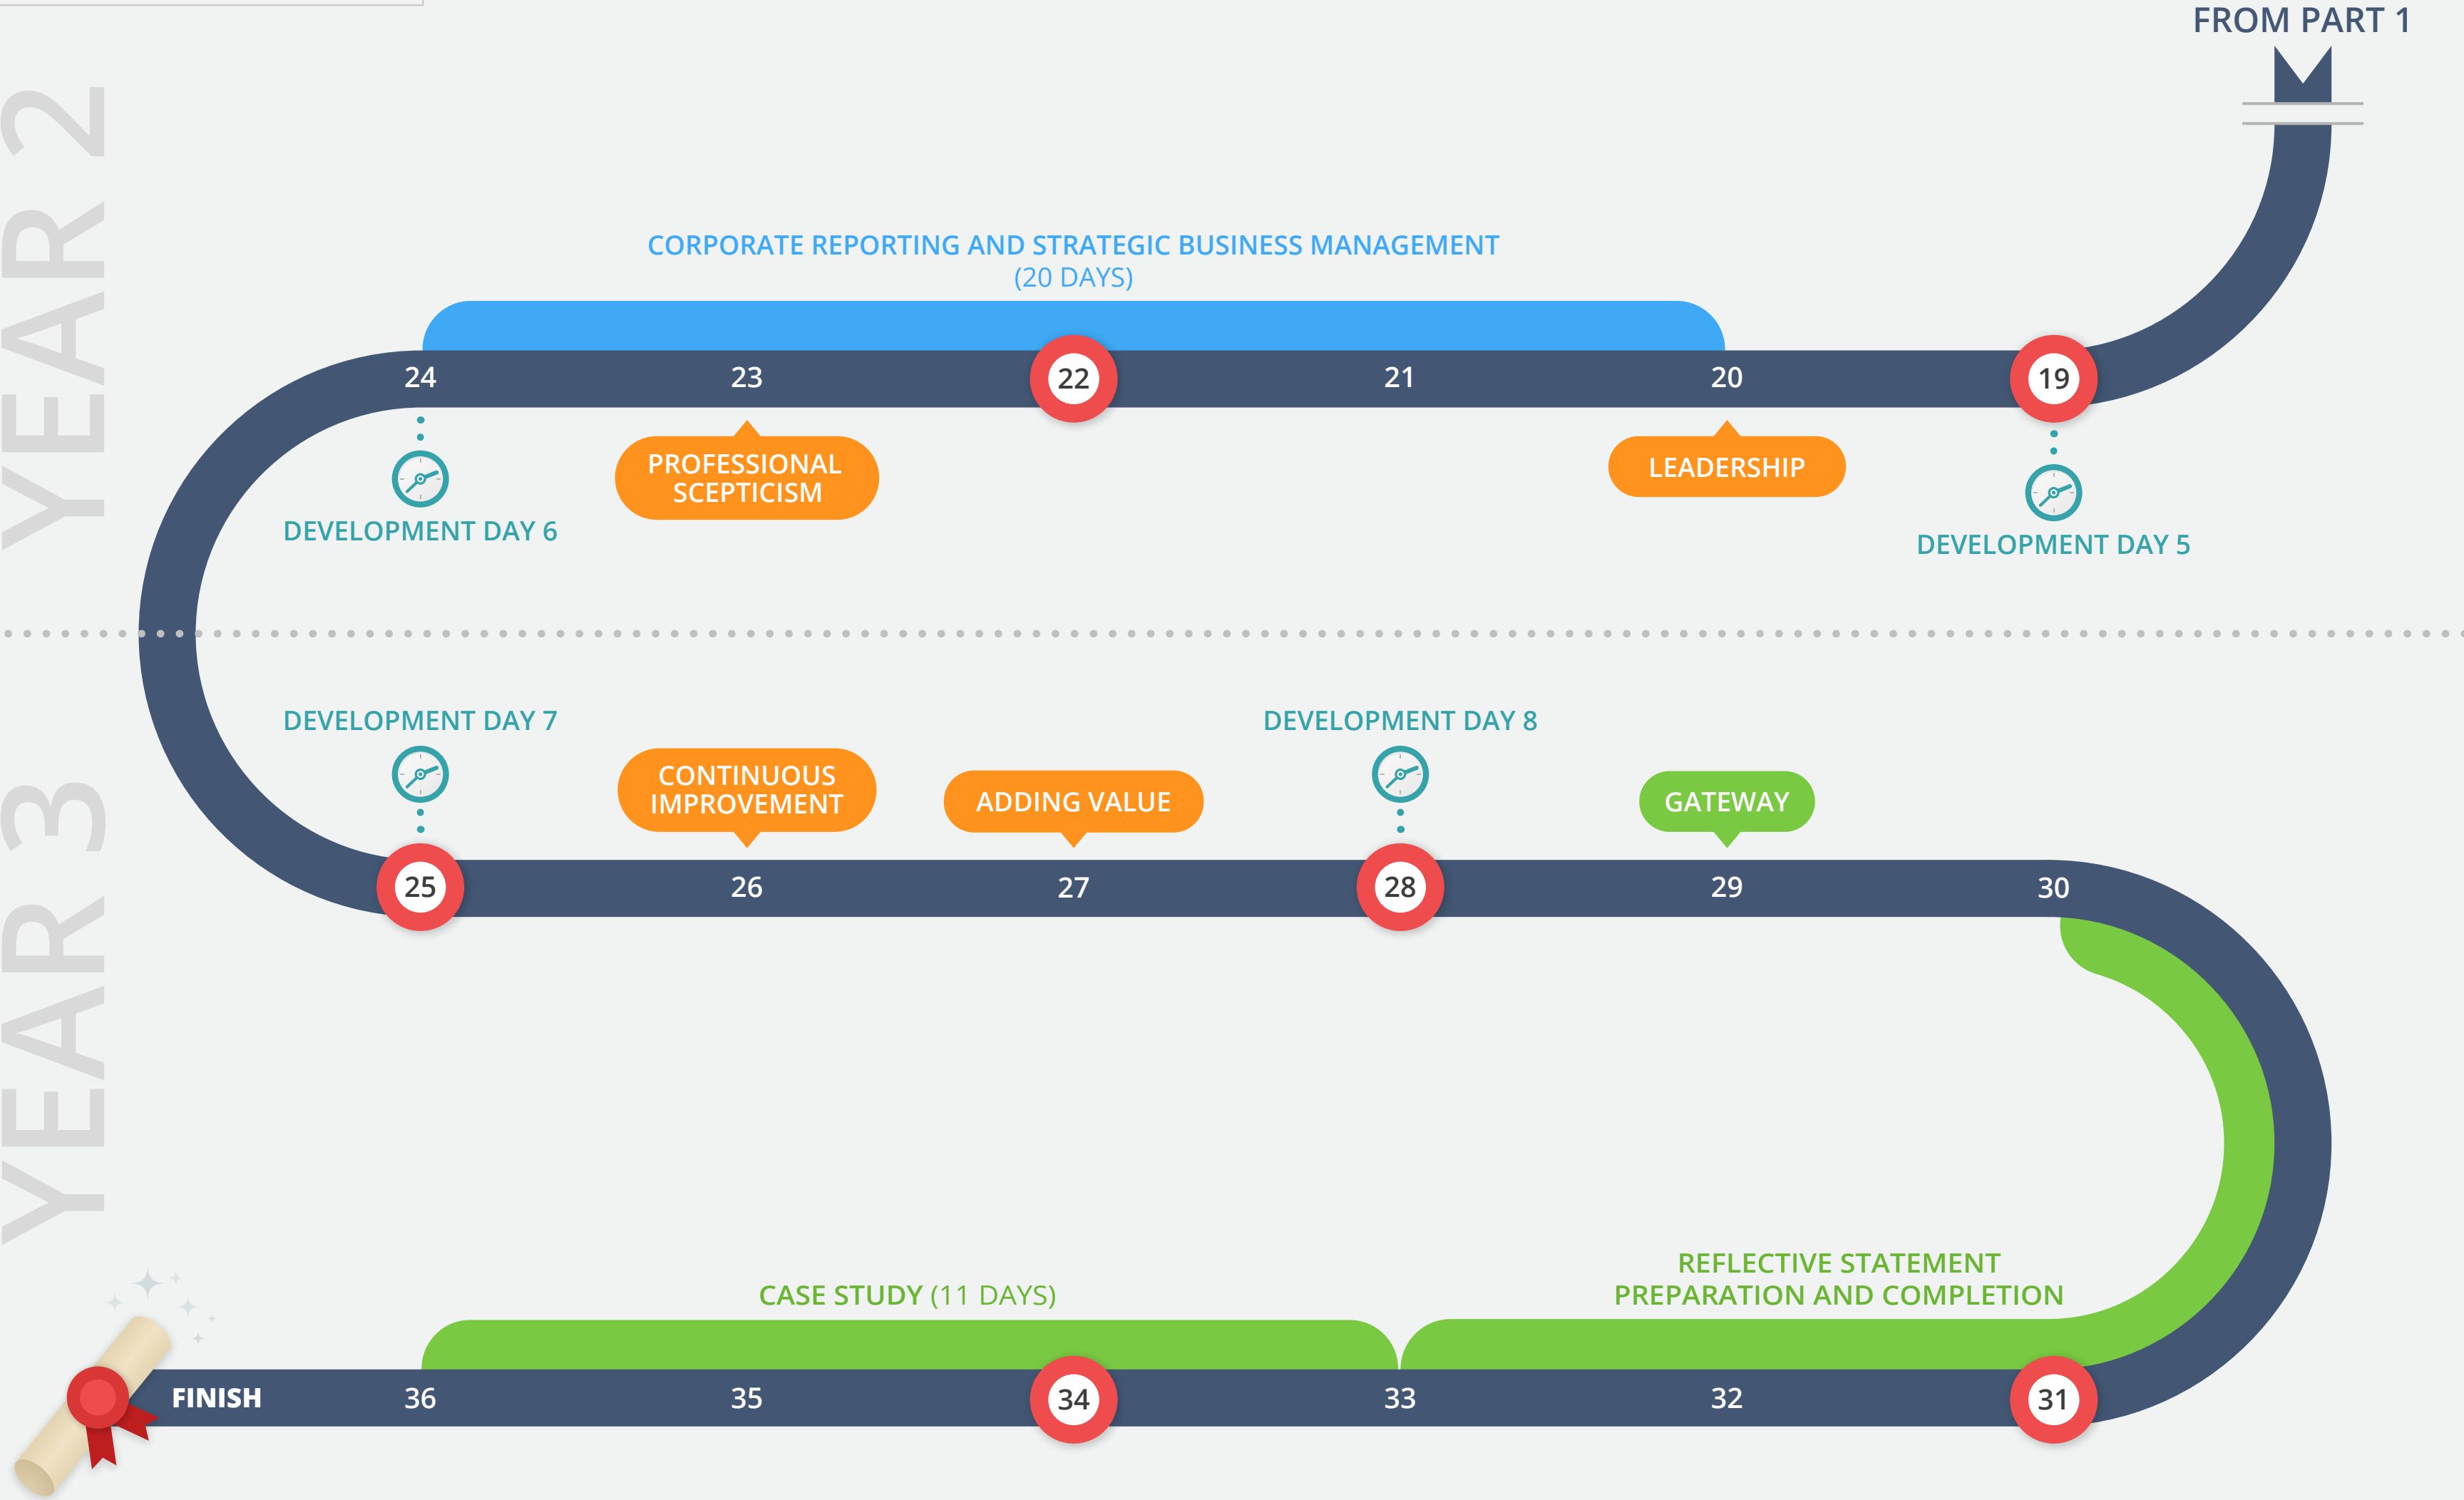 FROM PART 1
YEAR 2
CORPORATE REPORTING AND STRATEGIC BUSINESS MANAGEMENT
(20 DAYS)
24 23 22 21 20 19
PROFESSIONAL
SCEPTICISM
LEADERSHIP
DEVELOPMENT DAY 6
DEVELOPMENT DAY 5
YEAR 3
DEVELOPMENT DAY 7
DEVELOPMENT DAY 8
CONTINUOUS
IMPROVEMENT
ADDING VALUE
GATEWAY
25 26 27 28 29 30
REFLECTIVE STATEMENT
PREPARATION AND COMPLETION
CASE STUDY (11 DAYS)
FINISH 36 35 34 33 32 31